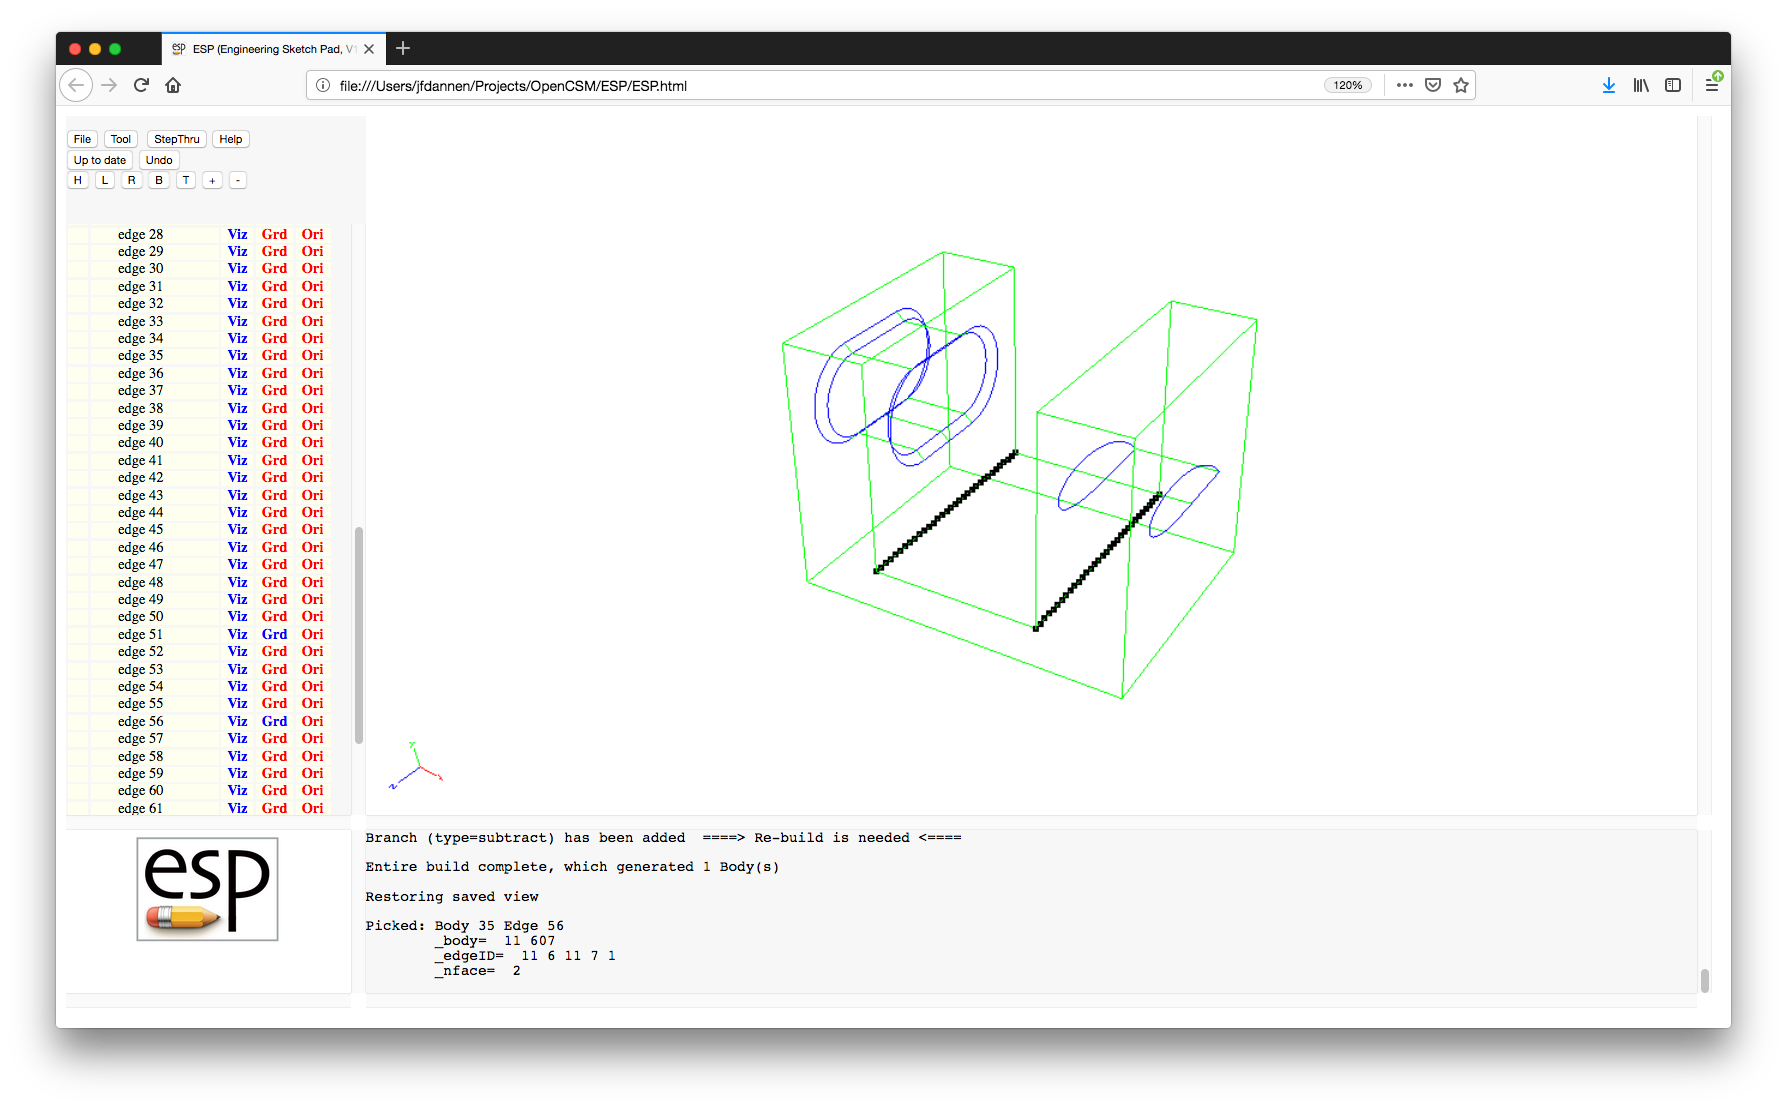 esp ESP (Engineering Sketch Pad, V1
file:///Users/jfdannen/Projects/OpenCSM/ESP/ESP.html 120%
File Tool StepThru Help
Up to date Undo
H L R B T + -
edge 28 Viz Grd Ori
edge 29 Viz Grd Ori
edge 30 Viz Grd Ori
edge 31 Viz Grd Ori
edge 32 Viz Grd Ori
edge 33 Viz Grd Ori
edge 34 Viz Grd Ori
edge 35 Viz Grd Ori
edge 36 Viz Grd Ori
edge 37 Viz Grd Ori
edge 38 Viz Grd Ori
edge 39 Viz Grd Ori
edge 40 Viz Grd Ori
edge 41 Viz Grd Ori
edge 42 Viz Grd Ori
edge 43 Viz Grd Ori
edge 44 Viz Grd Ori
edge 45 Viz Grd Ori
edge 46 Viz Grd Ori
edge 47 Viz Grd Ori
edge 48 Viz Grd Ori
edge 49 Viz Grd Ori
edge 50 Viz Grd Ori
edge 51 Viz Grd Ori
edge 52 Viz Grd Ori
edge 53 Viz Grd Ori
edge 54 Viz Grd Ori
edge 55 Viz Grd Ori
edge 56 Viz Grd Ori
edge 57 Viz Grd Ori
edge 58 Viz Grd Ori
edge 59 Viz Grd Ori
edge 60 Viz Grd Ori
edge 61 Viz Grd Ori
Y
Z
X
esp
Branch (type=subtract) has been added ====> Re-build is needed <====
Entire build complete, which generated 1 Body(s)
Restoring saved view
Picked: Body 35 Edge 56
_body= 11 607
_edgeID= 11 6 11 7 1
_nface= 2